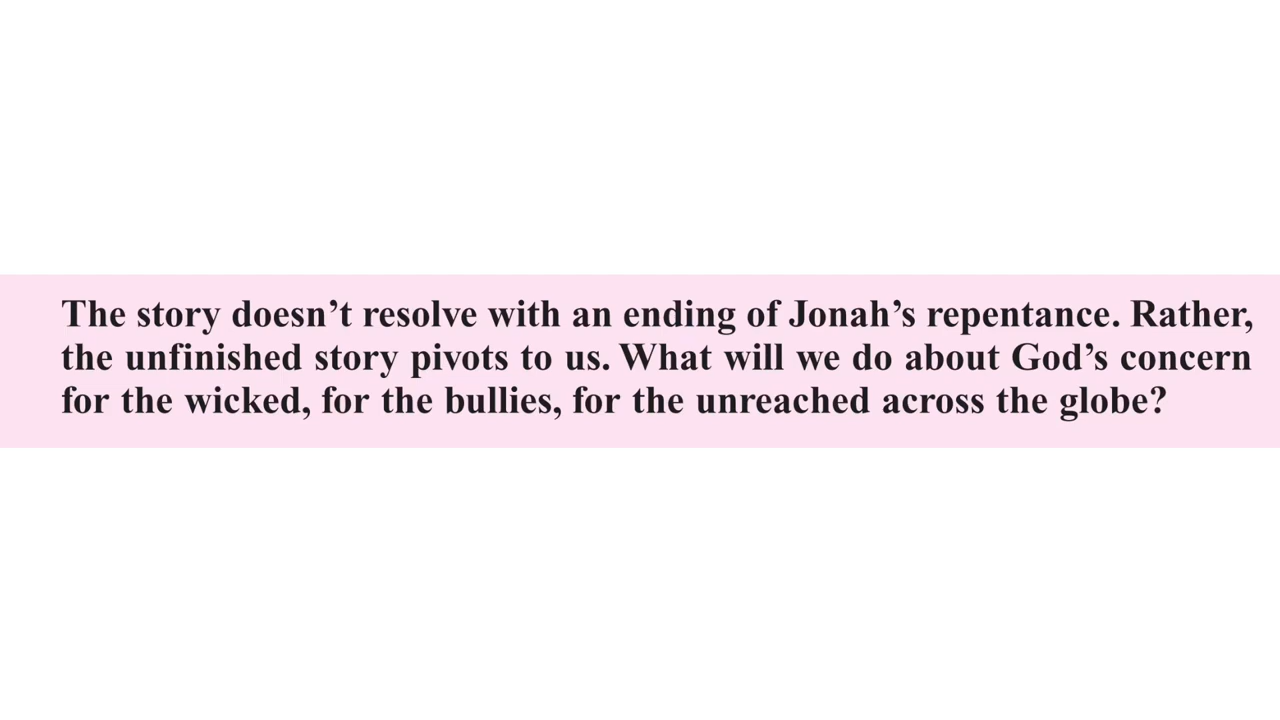 The story doesn’t resolve with an ending of Jonah’s repentance. Rather,
the unfinished story pivots to us. What will we do about God’s concern
for the wicked, for the bullies, for the unreached across the globe?